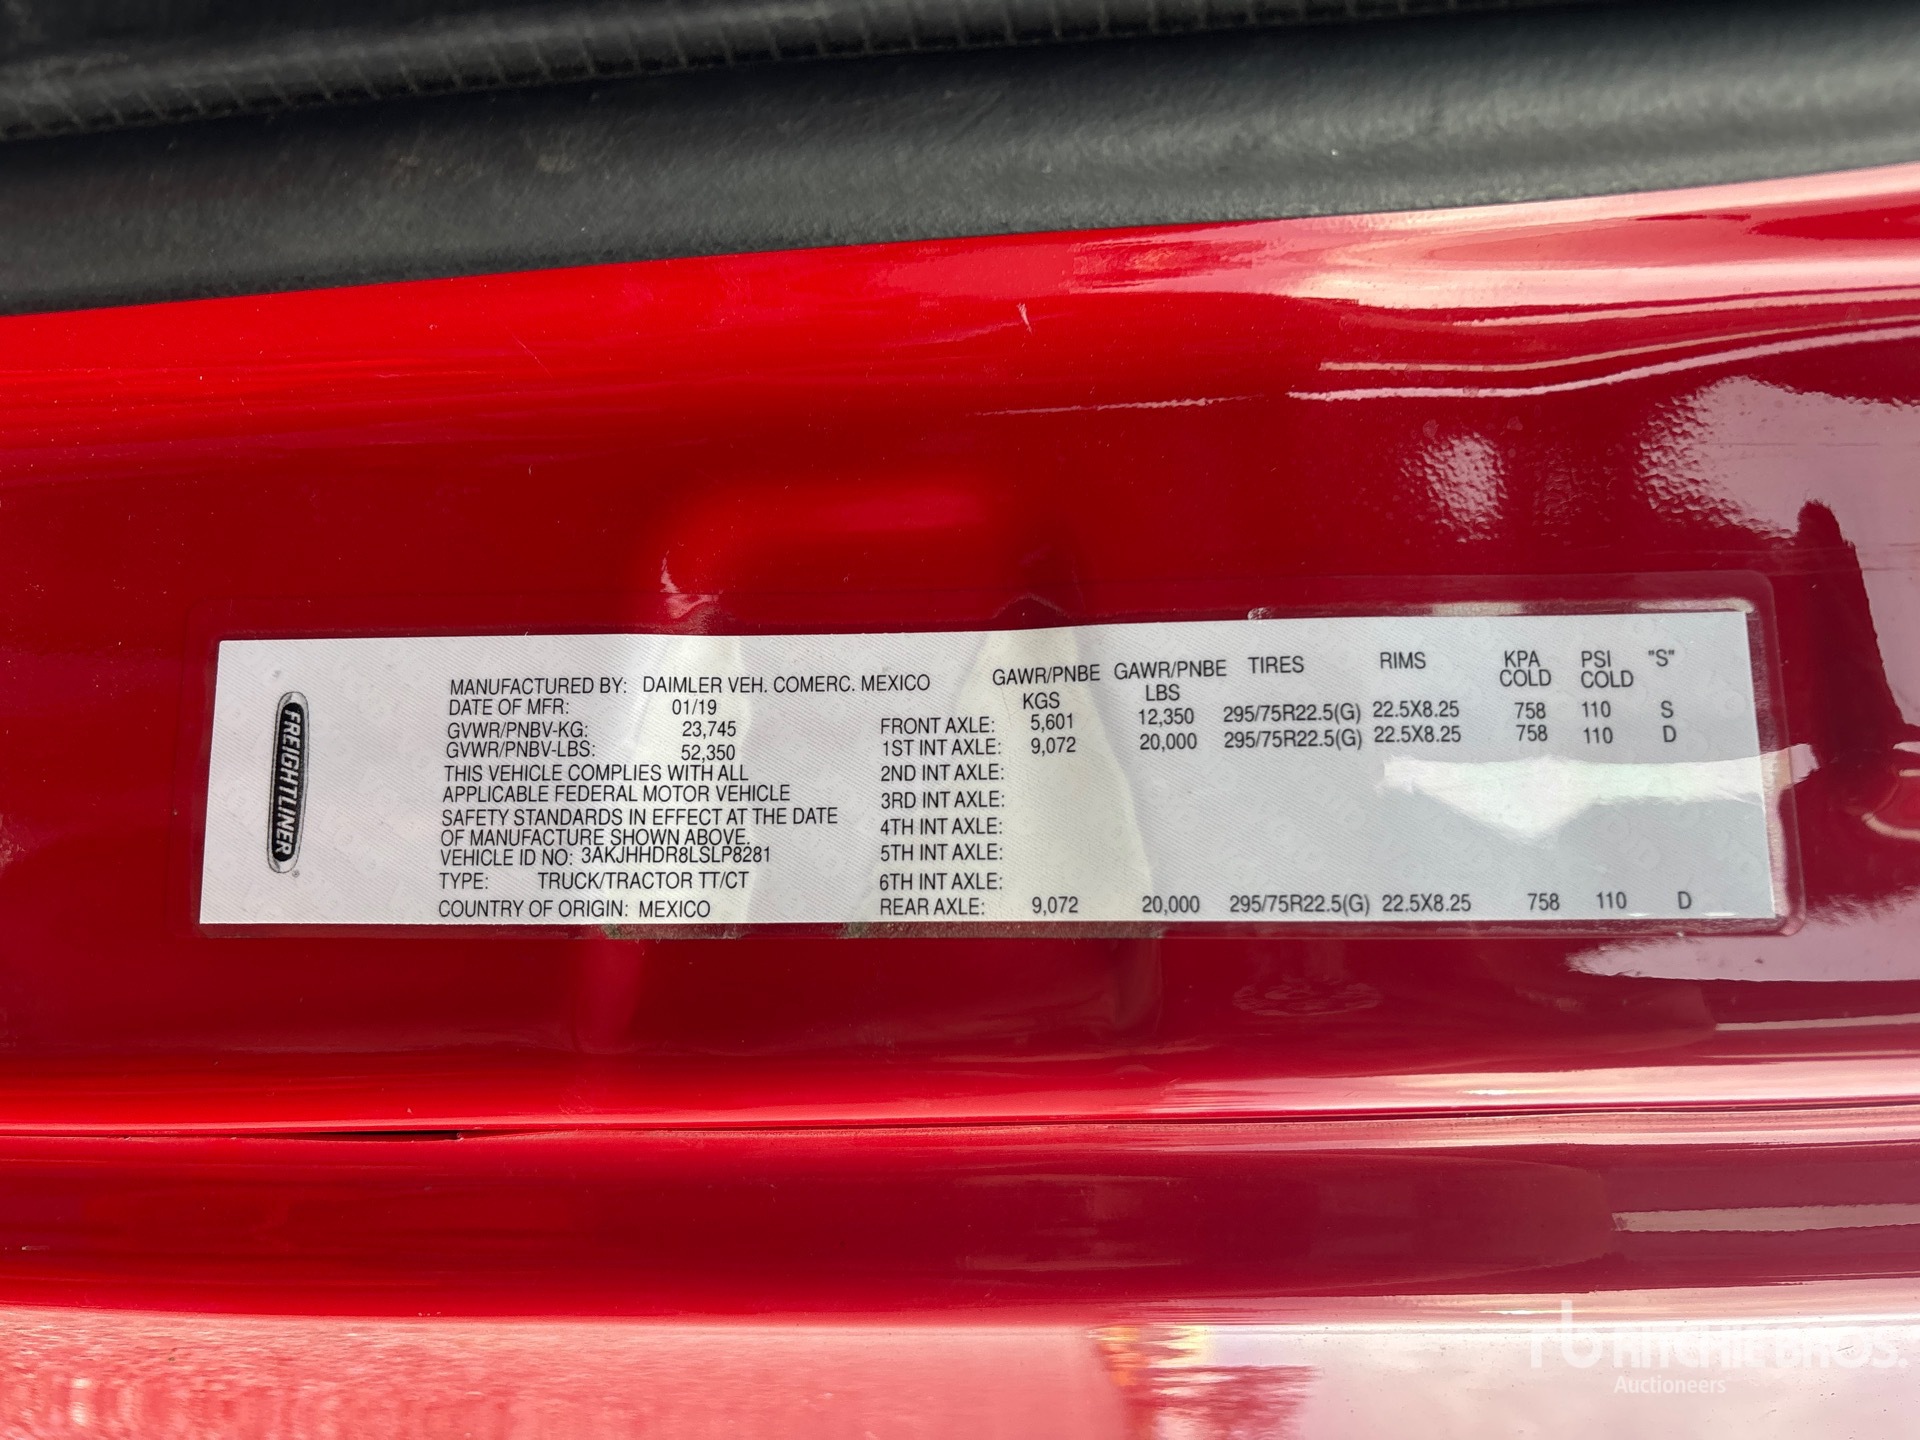 FREIGHTLINER
MANUFACTURED BY: DAIMLER VEH. COMERC. MEXICO
DATE OF MFR: 01/19
GVWR/PNBV-KG: 23,745
GVWR/PNBV-LBS: 52,350
THIS VEHICLE COMPLIES WITH ALL
APPLICABLE FEDERAL MOTOR VEHICLE
SAFETY STANDARDS IN EFFECT AT THE DATE
OF MANUFACTURE SHOWN ABOVE.
VEHICLE ID NO: 3AKJHHDR8LSLP8281
TYPE: TRUCK/TRACTOR TT/CT
COUNTRY OF ORIGIN: MEXICO
GAWR/PNBE GAWR/PNBE TIRES RIMS KPA PSI "S"
KGS LBS COLD COLD
FRONT AXLE: 5,601 12,350 295/75R22.5(G) 22.5X8.25 758 110 S
1ST INT AXLE: 9,072 20,000 295/75R22.5(G) 22.5X8.25 758 110 D
2ND INT AXLE:
3RD INT AXLE:
4TH INT AXLE:
5TH INT AXLE:
6TH INT AXLE:
REAR AXLE: 9,072 20,000 295/75R22.5(G) 22.5X8.25 758 110 D
rb RITCHIE BROS.
Auctioneers